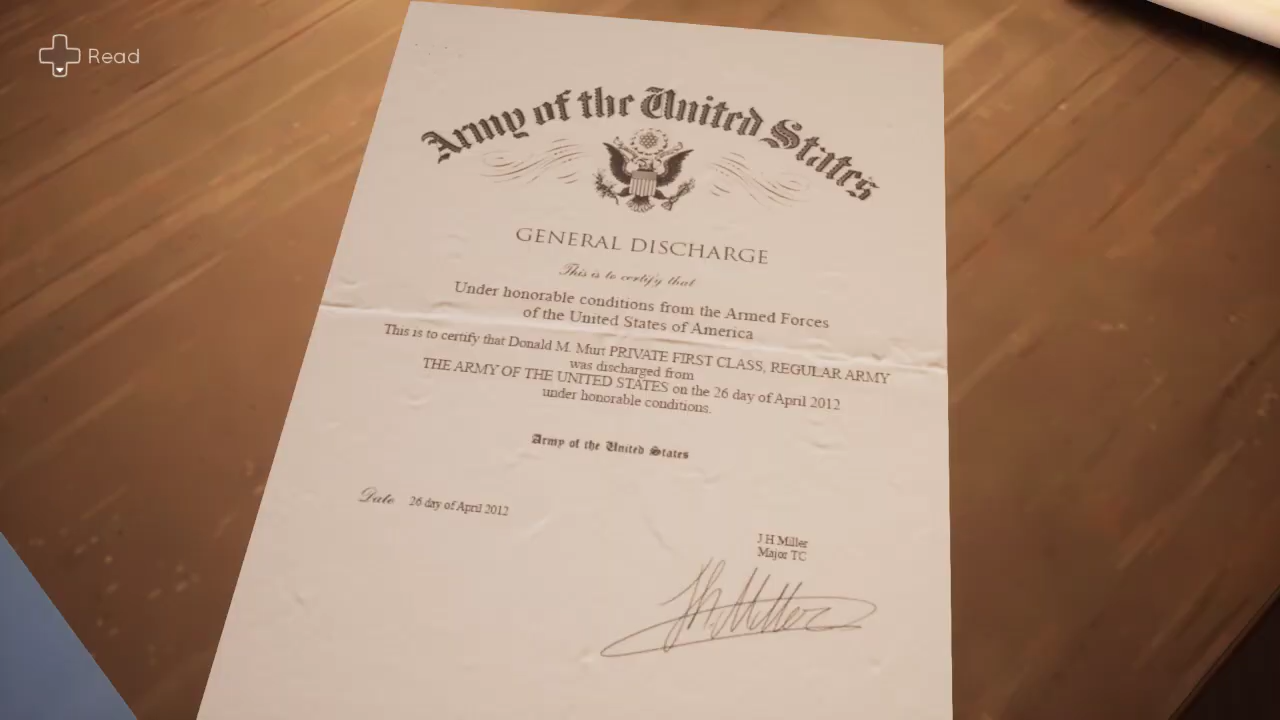 Read
Army of the United States
GENERAL DISCHARGE
This is to certify that
Under honorable conditions from the Armed Forces
of the United States of America
This is to certify that Donald M. Murt PRIVATE FIRST CLASS, REGULAR ARMY
was discharged from
THE ARMY OF THE UNITED STATES on the 26 day of April 2012
under honorable conditions.
Army of the United States
Date 26 day of April 2012
J H Miller
Major TC
J h Miller